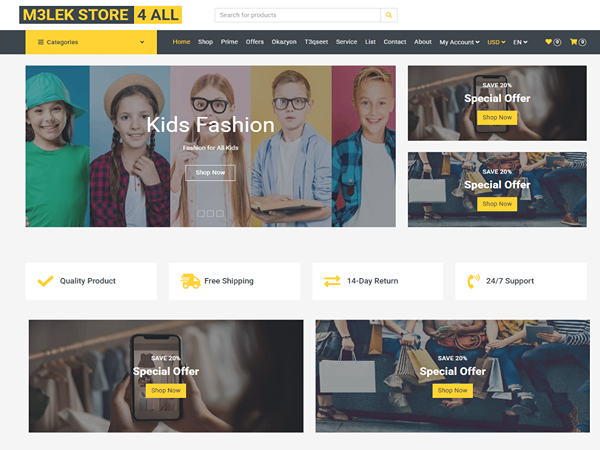 M3LEK STORE 4 ALL
Search for products
Categories
Home Shop Prime Offers Okazyon T3qseet Service List Contact About My Account USD EN 0 0
Kids Fashion
Fashion for All Kids
Shop Now
SAVE 20%
Special Offer
Shop Now
SAVE 20%
Special Offer
Shop Now
Quality Product
Free Shipping
14-Day Return
24/7 Support
SAVE 20%
Special Offer
Shop Now
SAVE 20%
Special Offer
Shop Now